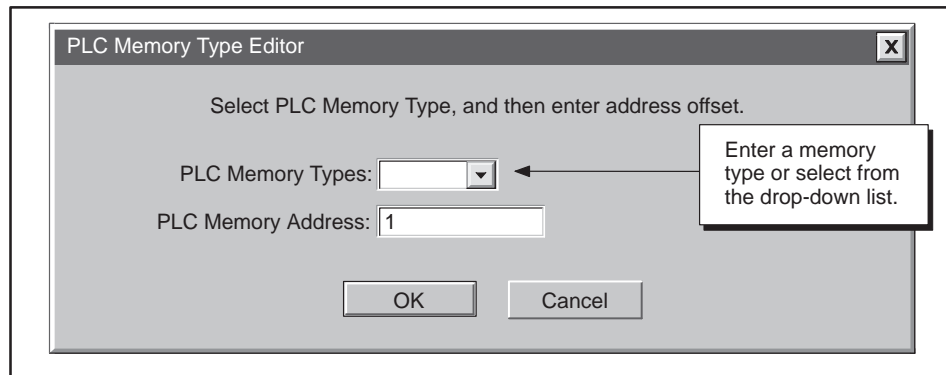 PLC Memory Type Editor
X
Select PLC Memory Type, and then enter address offset.
Enter a memory
type or select from
the drop-down list.
PLC Memory Types:
PLC Memory Address: 1
OK Cancel